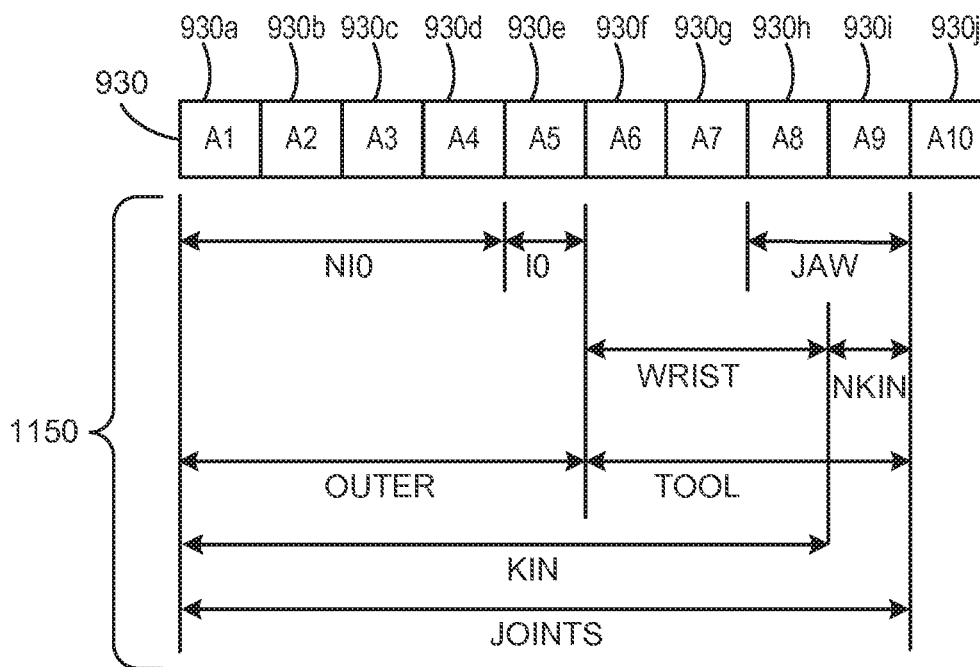 930a 930b 930c 930d 930e 930f 930g 930h 930i 930j
930
A1 A2 A3 A4 A5 A6 A7 A8 A9 A10
NI0 I0 JAW
WRIST NKIN
1150
OUTER TOOL
KIN
JOINTS